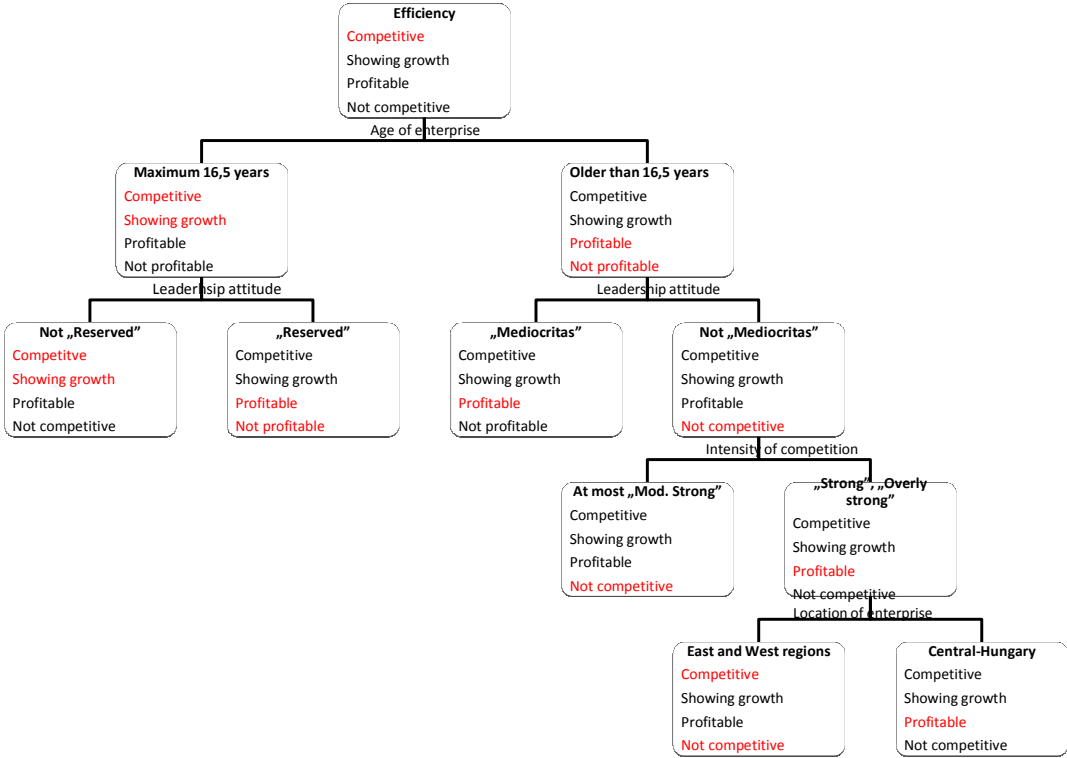 Efficiency
Competitive
Showing growth
Profitable
Not competitive
Age of enterprise
Maximum 16,5 years
Competitive
Showing growth
Profitable
Not profitable
Older than 16,5 years
Competitive
Showing growth
Profitable
Not profitable
Leaderhsip attitude
Leadership attitude
Not „Reserved”
Competitve
Showing growth
Profitable
Not competitive
„Reserved”
Competitive
Showing growth
Profitable
Not profitable
„Mediocritas”
Competitive
Showing growth
Profitable
Not profitable
Not „Mediocritas”
Competitive
Showing growth
Profitable
Not competitive
Intensity of competition
At most „Mod. Strong”
Competitive
Showing growth
Profitable
Not competitive
„Strong”, „Overly
strong”
Competitive
Showing growth
Profitable
Not competitive
Location of enterprise
East and West regions
Competitive
Showing growth
Profitable
Not competitive
Central-Hungary
Competitive
Showing growth
Profitable
Not competitive